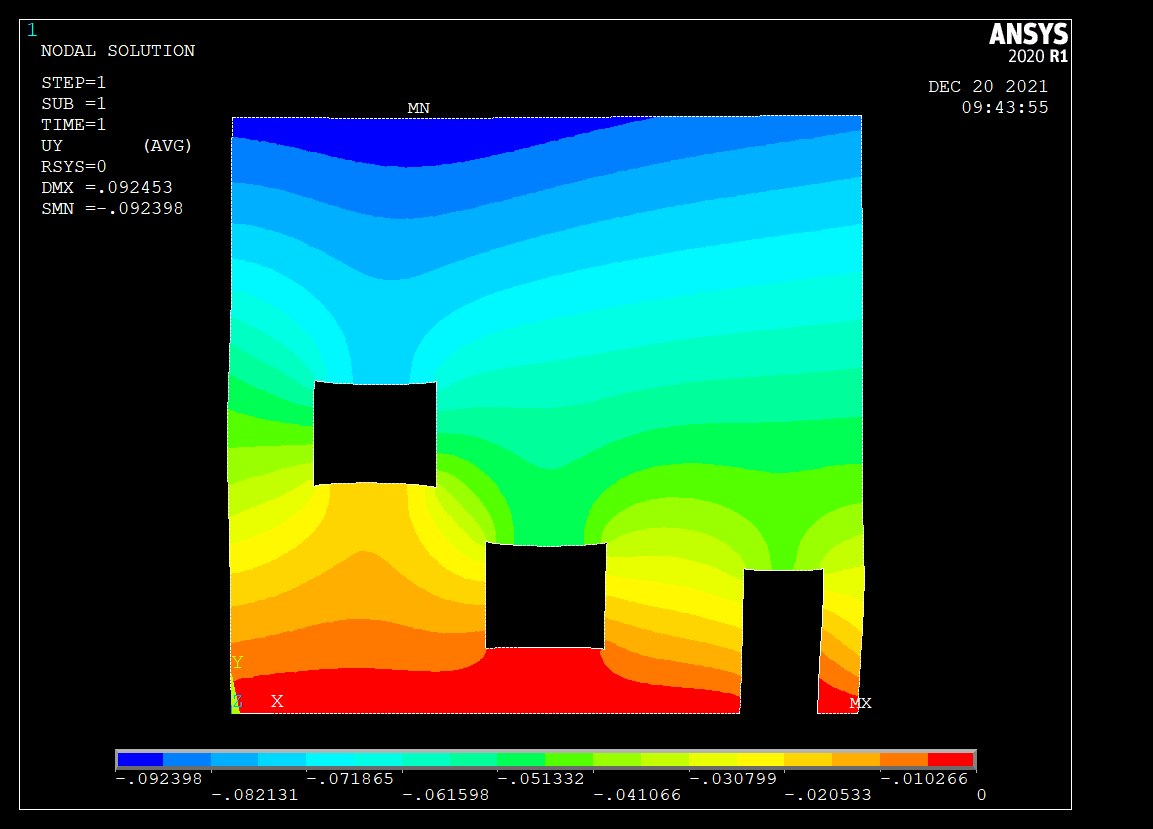 1
NODAL SOLUTION
STEP=1
SUB =1
TIME=1
UY (AVG)
RSYS=0
DMX =.092453
SMN =-.092398
ANSYS
2020 R1
DEC 20 2021
09:43:55
MN
Y
Z X
MX
-.092398 -.071865 -.051332 -.030799 -.010266
-.082131 -.061598 -.041066 -.020533 0